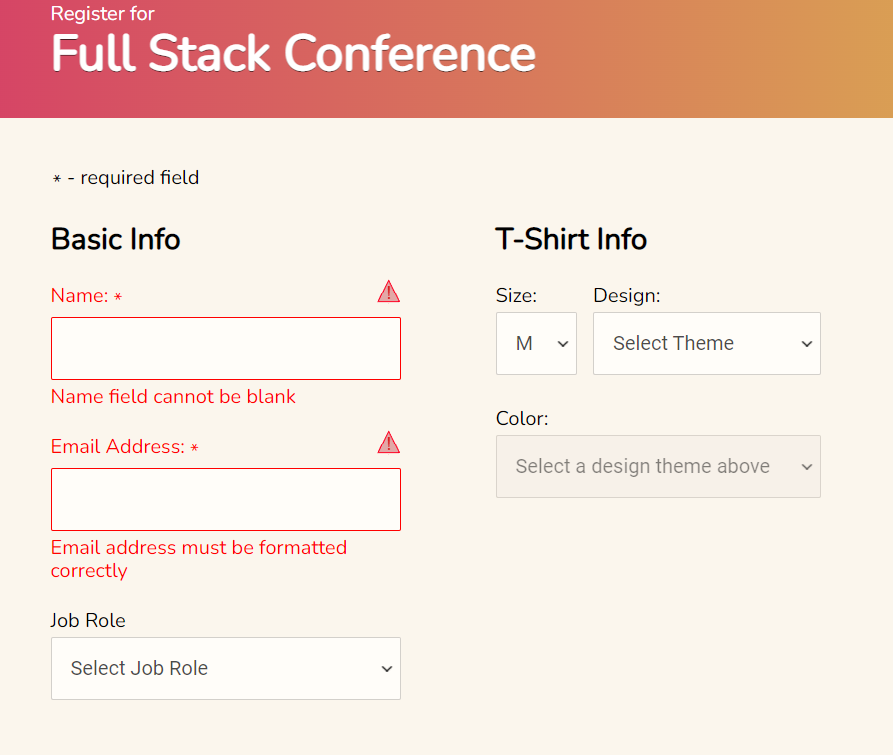 Register for
Full Stack Conference
* - required field
Basic Info
Name: *
Name field cannot be blank
Email Address: *
Email address must be formatted
correctly
Job Role
Select Job Role
T-Shirt Info
Size: Design:
M Select Theme
Color:
Select a design theme above